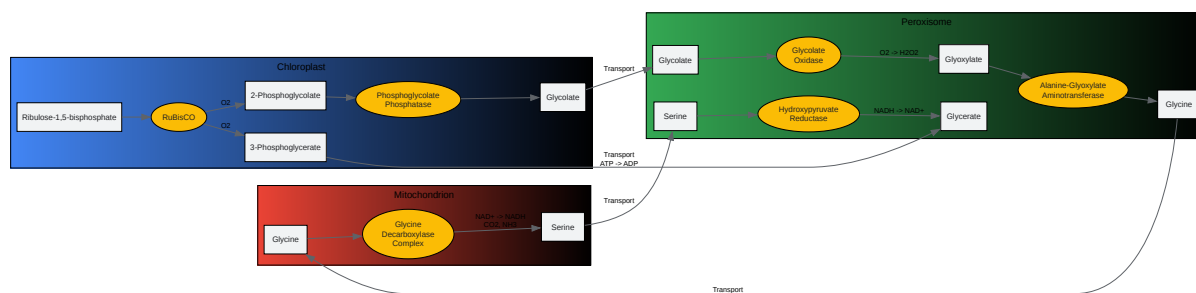 Peroxisome
Glycolate
Glycolate
Oxidase
O2 -> H2O2
Glyoxylate
Alanine-Glyoxylate
Aminotransferase
Glycine
Serine
Hydroxypyruvate
Reductase
NADH -> NAD+
Glycerate
Chloroplast
Ribulose-1,5-bisphosphate
RuBisCO
O2
O2
2-Phosphoglycolate
3-Phosphoglycerate
Phosphoglycolate
Phosphatase
Glycolate
Transport
Transport
ATP -> ADP
Mitochondrion
Glycine
Glycine
Decarboxylase
Complex
NAD+ -> NADH
CO2, NH3
Serine
Transport
Transport